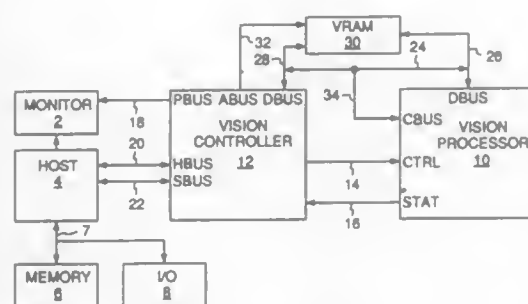 VRAM
30
32
28
24
26
34
MONITOR
2
18
PBUS ABUS DBUS
VISION
CONTROLLER
12
HBUS
SBUS
HOST
4
20
22
DBUS
CBUS
VISION
PROCESSOR
10
CTRL
STAT
14
16
7
MEMORY
6
I/O
8